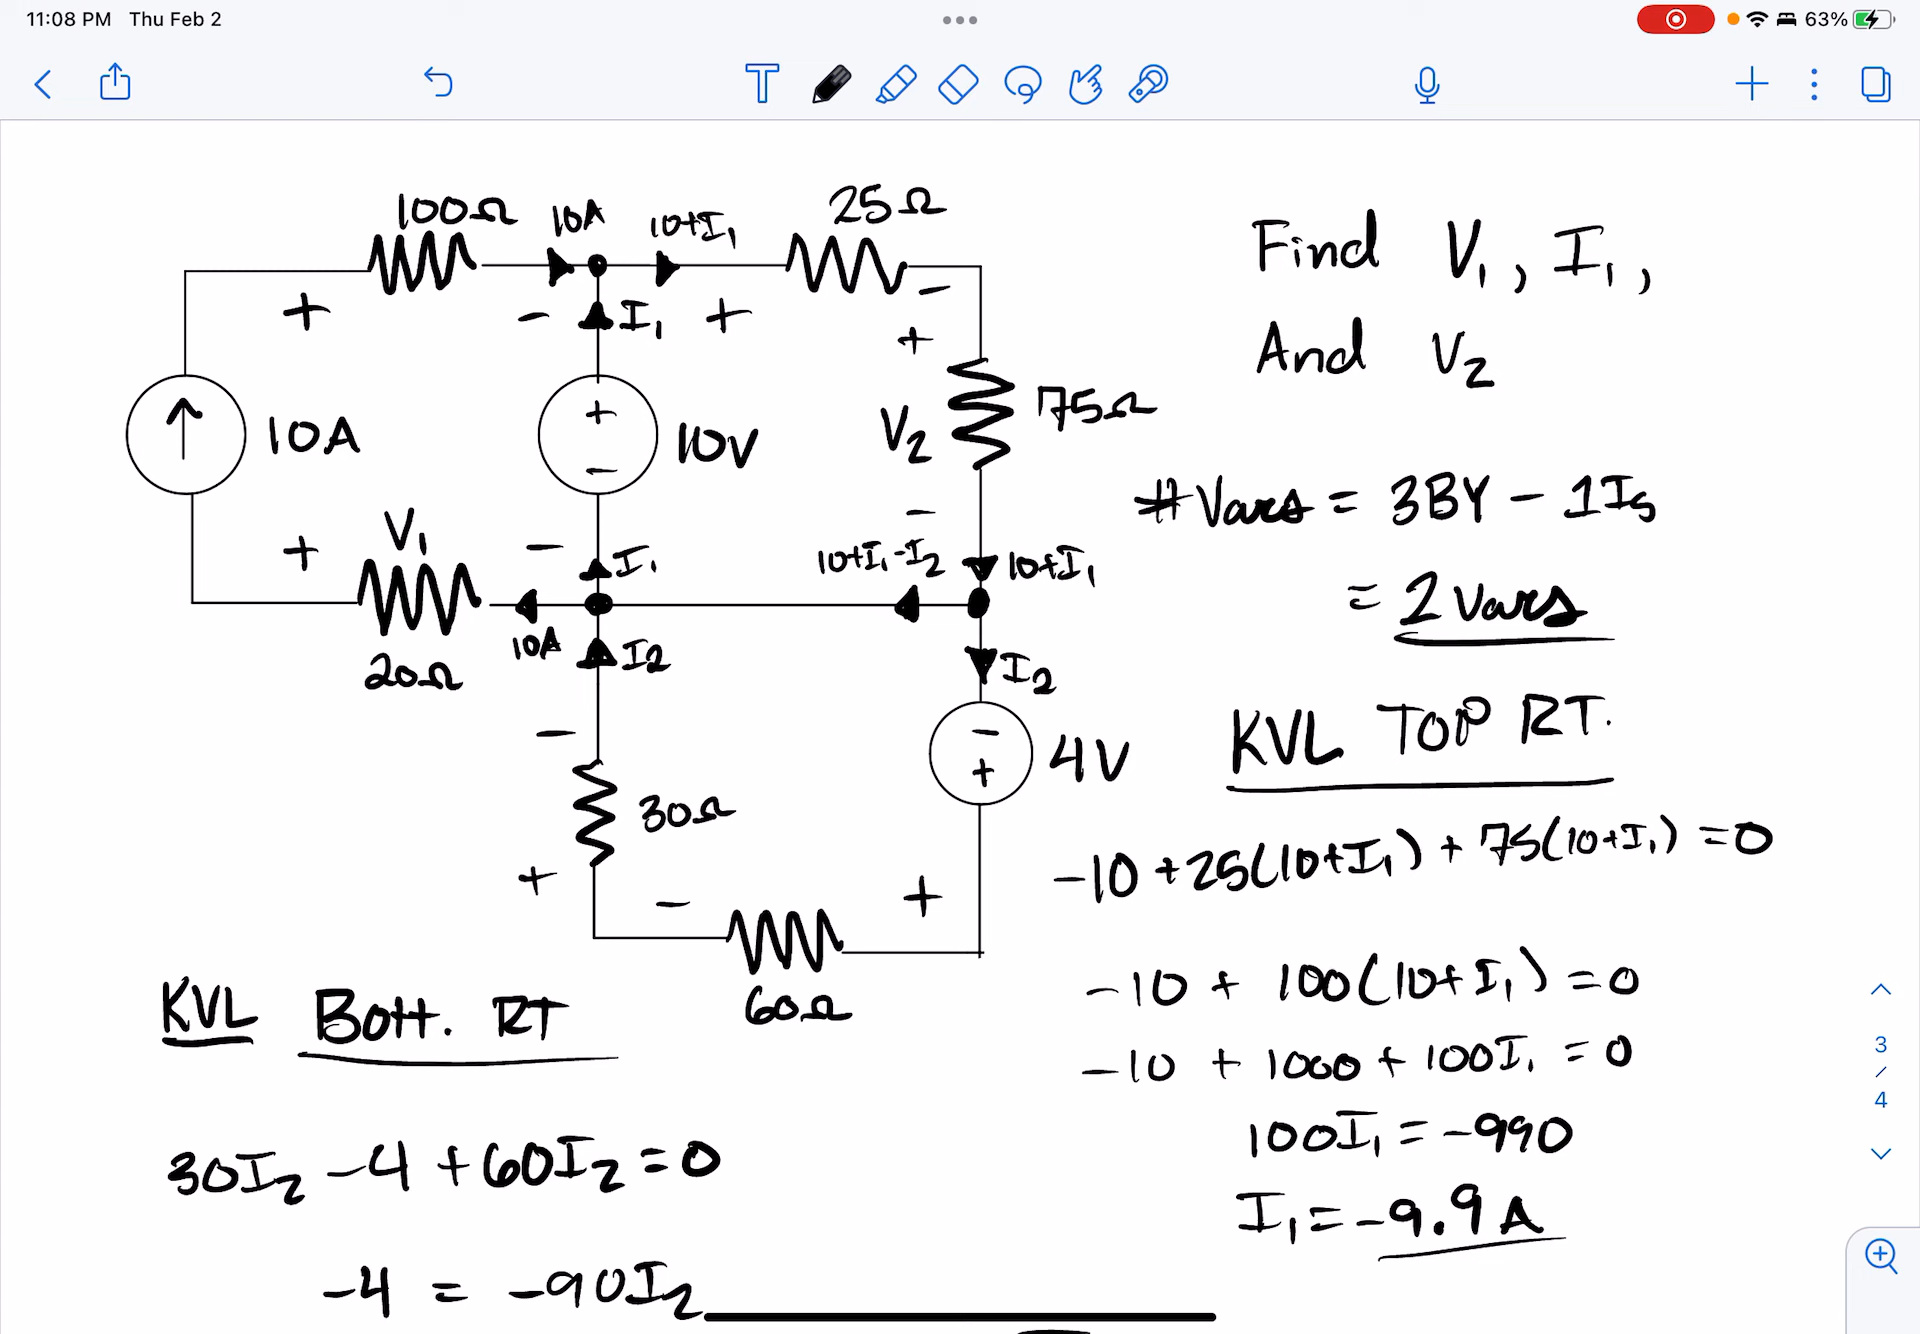 11:08 PM Thu Feb 2
63%
T
100Ω 10A 10+I₁ 25Ω
+ - I₁ + -
+
10A
+
-
10V
V₂
75Ω
-
V₁
+ - I₁ 10+I₁-I₂ 10+I₁
20Ω 10A I₂ I₂
-
30Ω
+
-
+
4V
- +
60Ω
Find V₁, I₁,
And V₂
# Vars = 3BY - 1Is
= 2 Vars
KVL TOP RT.
-10 + 25(10+I₁) + 75(10+I₁) = 0
-10 + 100(10+I₁) = 0
-10 + 1000 + 100I₁ = 0
100I₁ = -990
I₁ = -9.9A
KVL Bott. RT
30I₂ - 4 + 60I₂ = 0
-4 = -90I₂
3
/
4